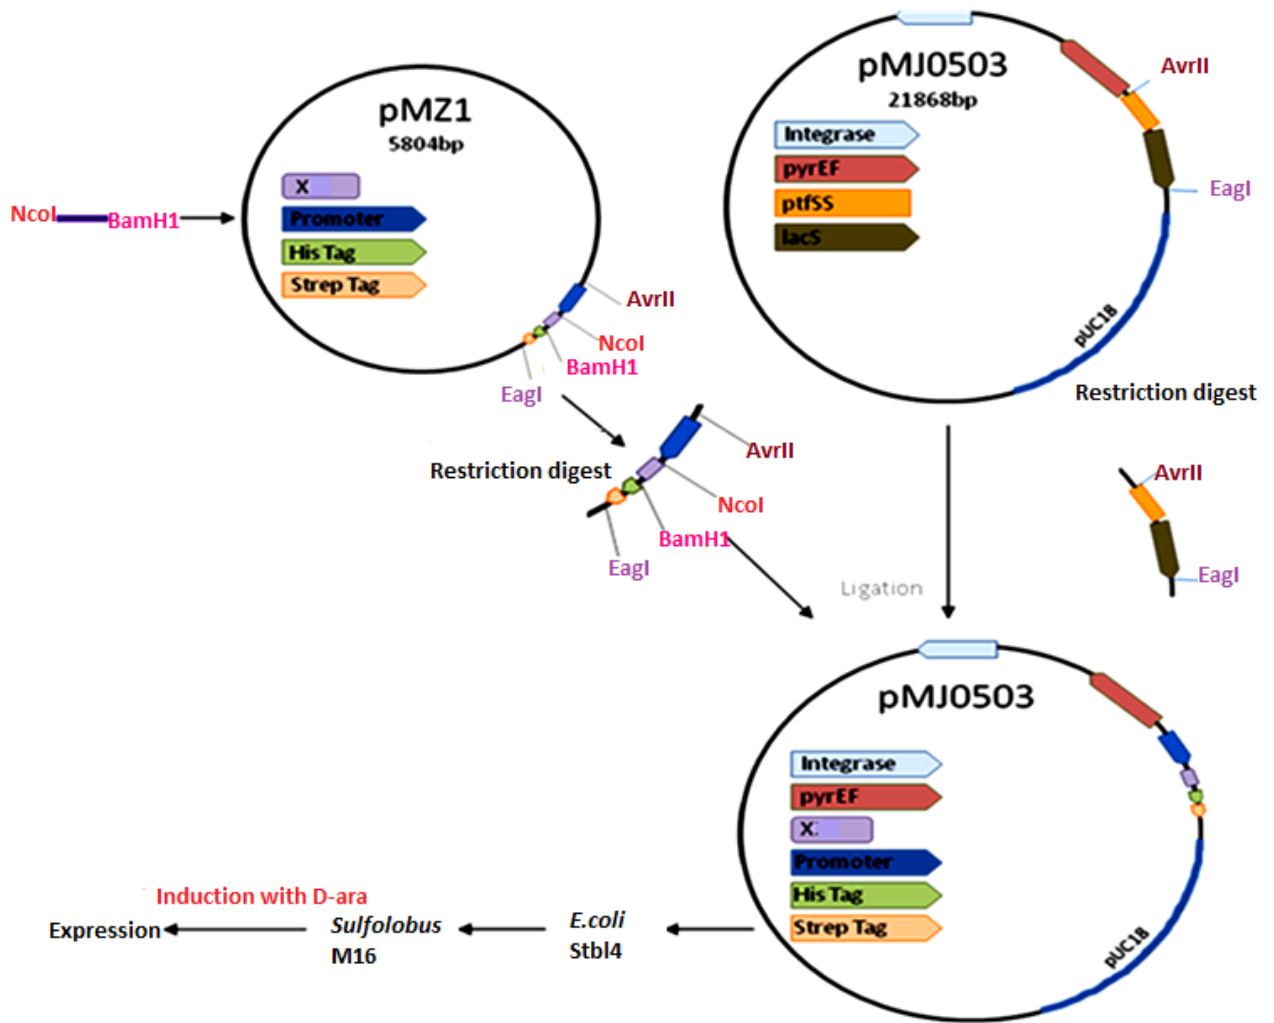 pMZ1
5804bp
X
Promoter
His Tag
Strep Tag
NcoI
BamH1
AvrII
NcoI
BamH1
EagI
pMJ0503
21868bp
Integrase
pyrEF
ptfSS
lacS
AvrII
EagI
pUC18
Restriction digest
Restriction digest
AvrII
NcoI
BamH1
EagI
AvrII
EagI
Ligation
pMJ0503
Integrase
pyrEF
X:
Promoter
His Tag
Strep Tag
pUC18
Induction with D-ara
Expression
Sulfolobus
M16
E.coli
Stbl4